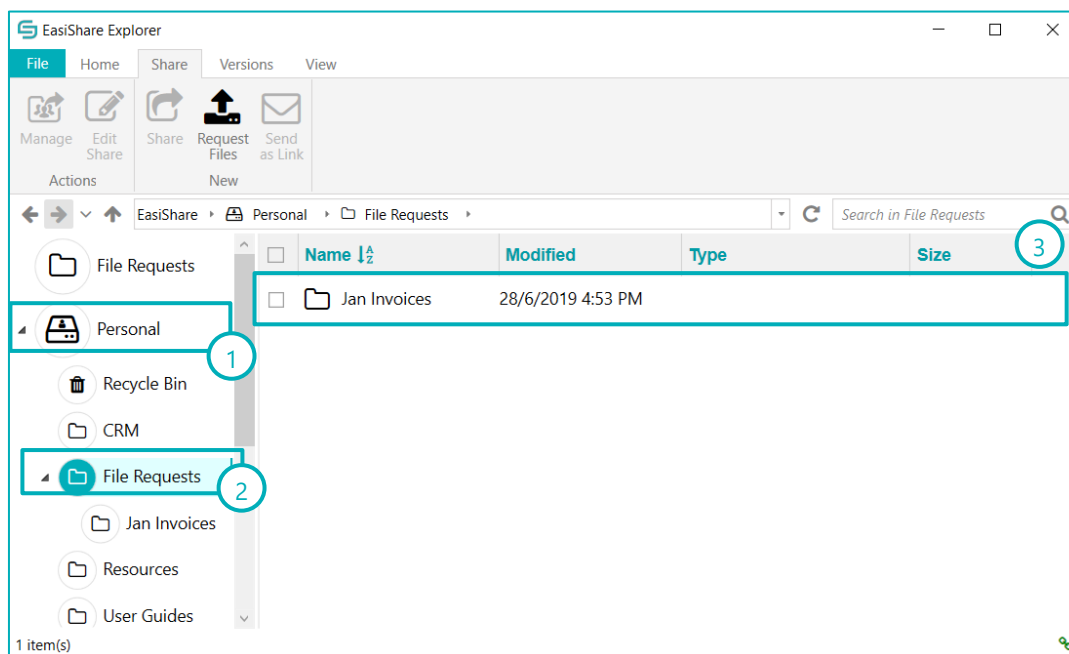 EasiShare Explorer
File Home Share Versions View
Manage Edit Share Share Request Files Send as Link
Actions New
EasiShare Personal File Requests Search in File Requests
File Requests
Personal
1
Recycle Bin
CRM
File Requests
2
Jan Invoices
Resources
User Guides
Name A Z Modified Type Size
3
Jan Invoices 28/6/2019 4:53 PM
1 item(s)